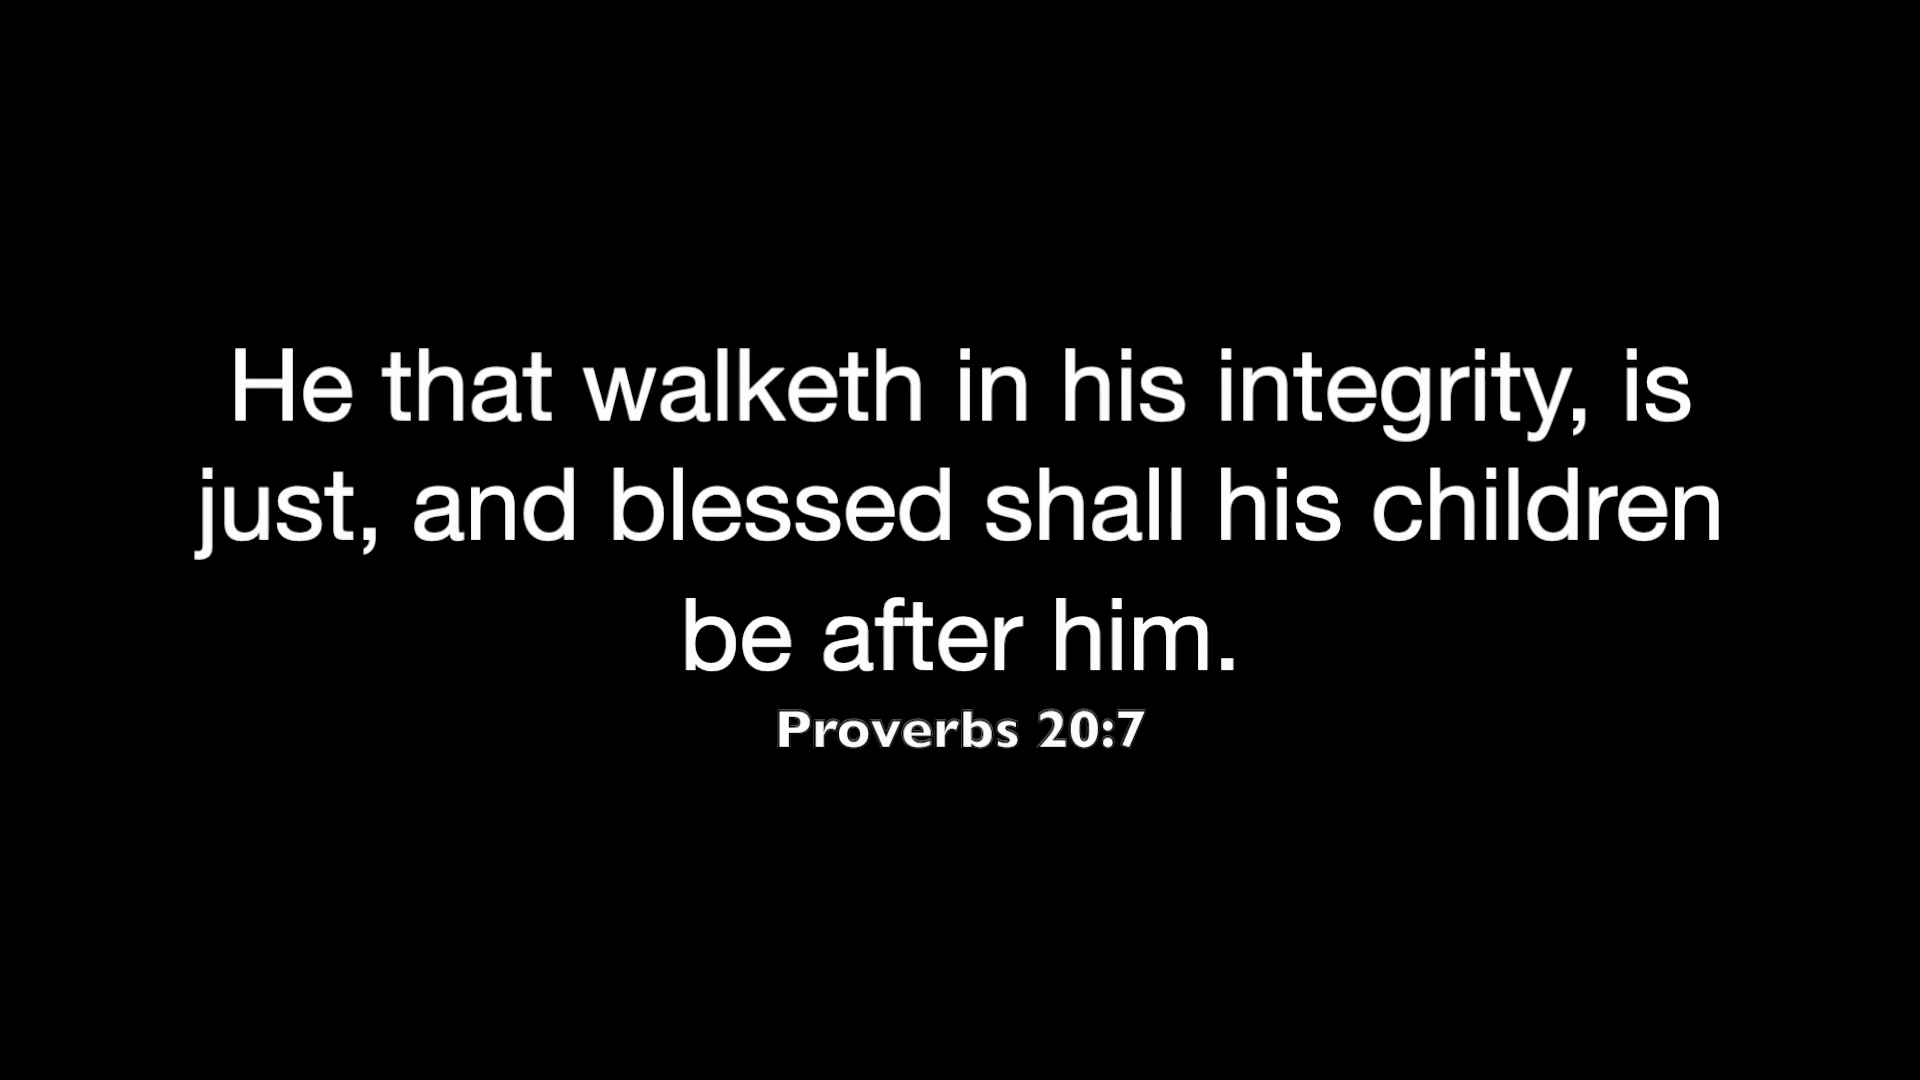 He that walketh in his integrity, is
just, and blessed shall his children
be after him.
Proverbs 20:7